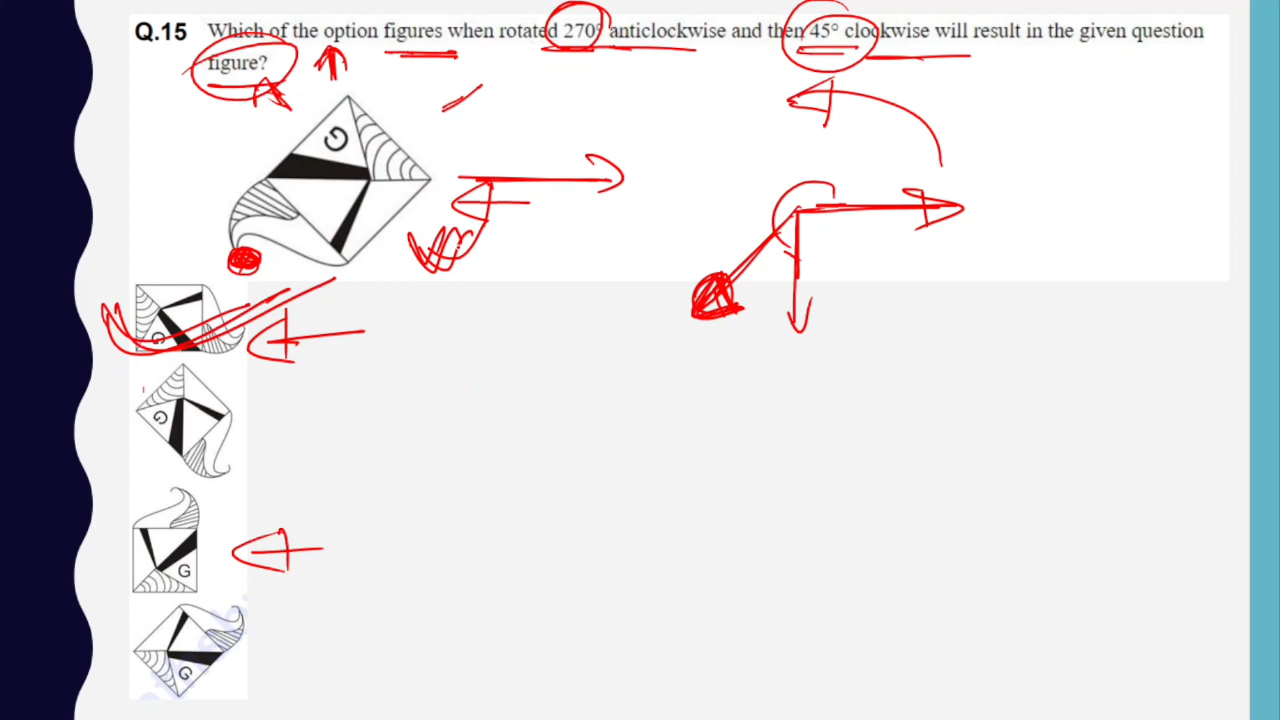 Q.15 Which of the option figures when rotated 270° anticlockwise and then 45° clockwise will result in the given question
figure?
G
G
G
G
G